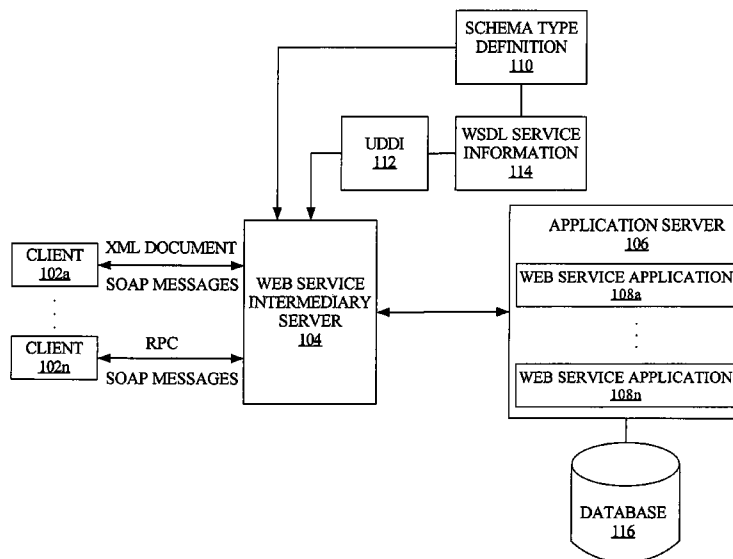 SCHEMA TYPE
DEFINITION
110
UDDI
112
WSDL SERVICE
INFORMATION
114
CLIENT
102a
XML DOCUMENT
SOAP MESSAGES
CLIENT
102n
RPC
SOAP MESSAGES
WEB SERVICE
INTERMEDIARY
SERVER
104
APPLICATION SERVER
106
WEB SERVICE APPLICATION
108a
WEB SERVICE APPLICATION
108n
DATABASE
116